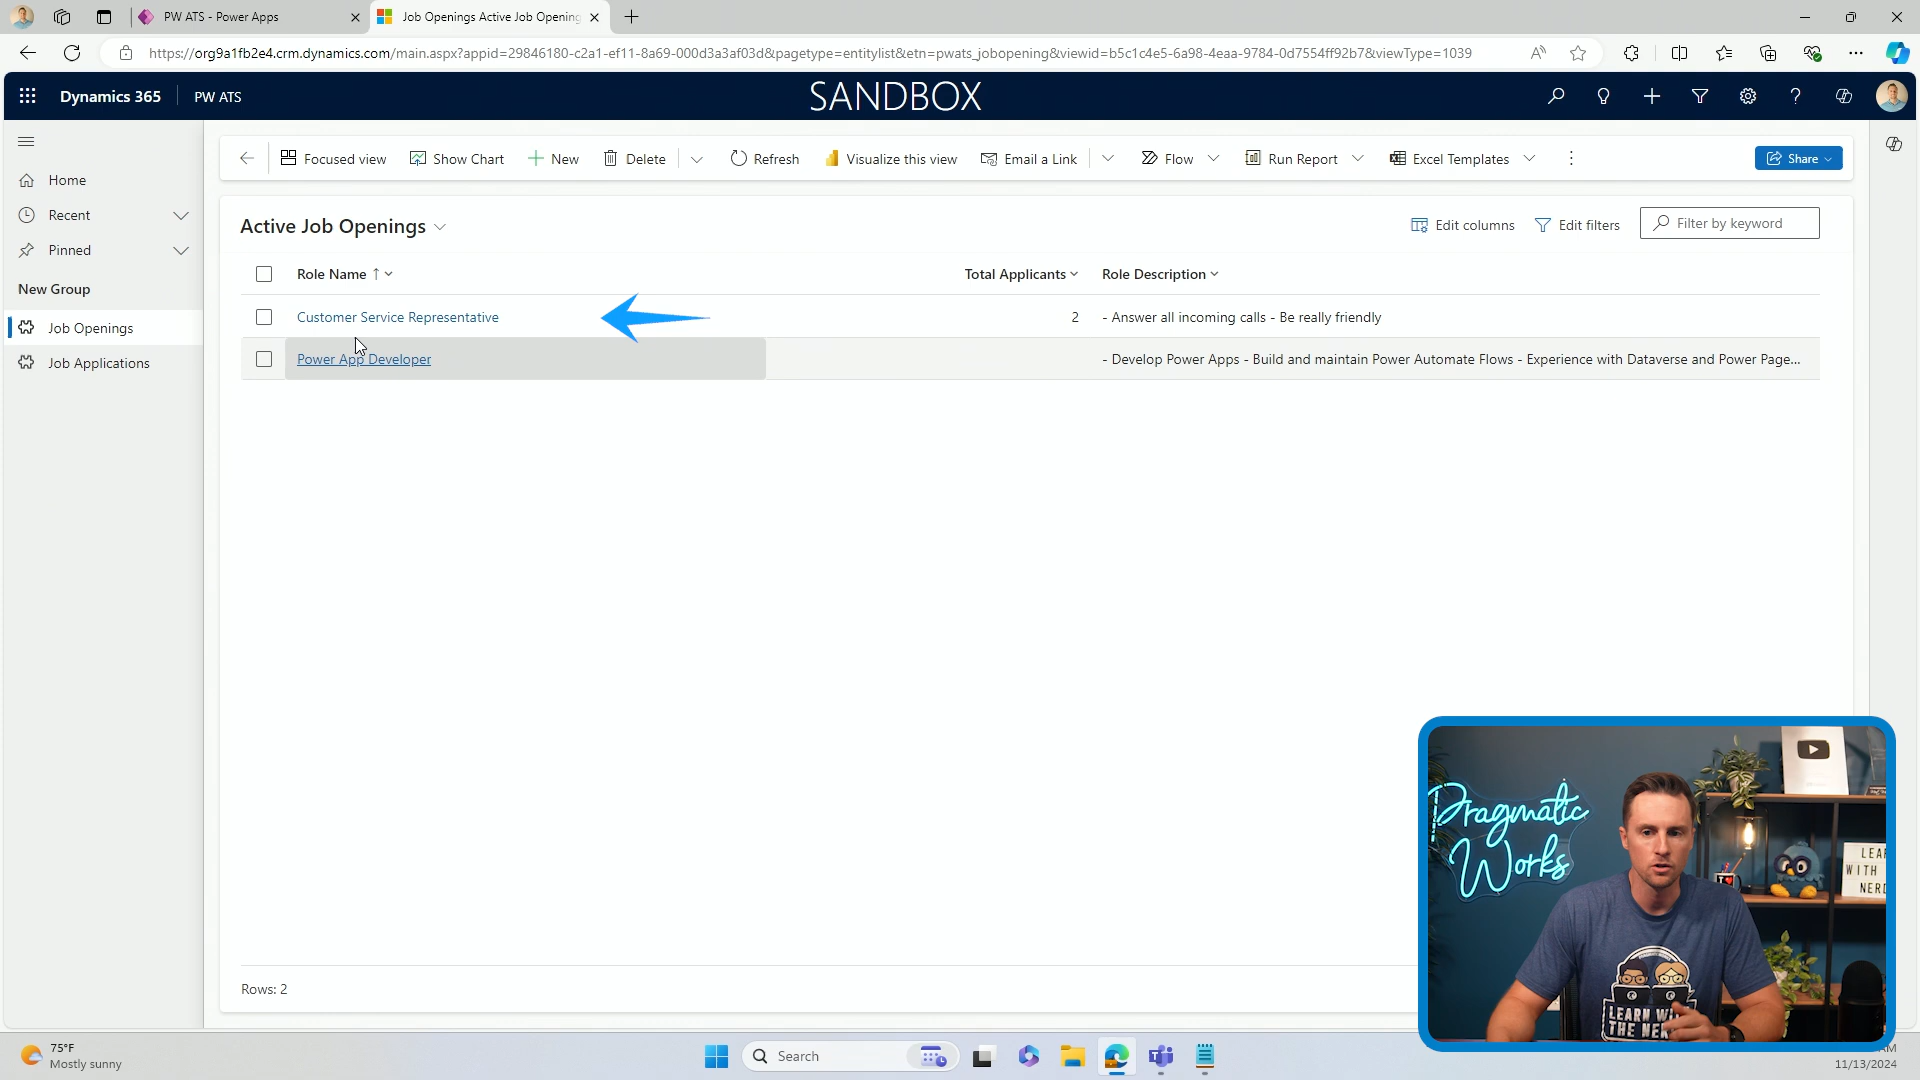 PW ATS - Power Apps
Job Openings Active Job Opening
https://org9a1fb2e4.crm.dynamics.com/main.aspx?appid=29846180-c2a1-ef11-8a69-000d3a3af03d&pagetype=entitylist&etn=pwats_jobopening&viewid=b5c1c4e5-6a98-4eaa-9784-0d7554ff92b7&viewType=1039
Dynamics 365
PW ATS
SANDBOX
Focused view
Show Chart
New
Delete
Refresh
Visualize this view
Email a Link
Flow
Run Report
Excel Templates
Share
Home
Recent
Pinned
New Group
Job Openings
Job Applications
Active Job Openings
Edit columns
Edit filters
Filter by keyword
Role Name
Total Applicants
Role Description
Customer Service Representative
2
- Answer all incoming calls - Be really friendly
Power App Developer
- Develop Power Apps - Build and maintain Power Automate Flows - Experience with Dataverse and Power Page...
Rows: 2
Pragmatic
Works
LEAR
WITH
NERD
LEARN WI
THE NE
75°F
Mostly sunny
Search
AM
11/13/2024